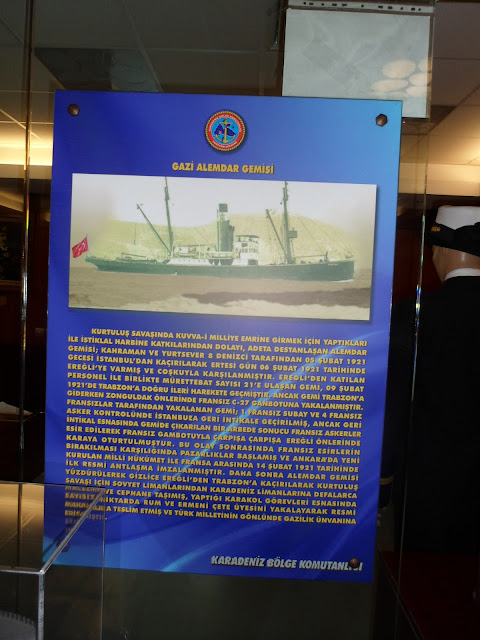 GAZİ ALEMDAR GEMİSİ
KURTULUŞ SAVAŞINDA KUVVA-İ MİLLİYE EMRİNE GİRMEK İÇİN YAPTIKLARI
İLE İSTİKLAL HARBİNE KATKILARINDAN DOLAYI, ADETA DESTANLAŞAN ALEMDAR
GEMİSİ; KAHRAMAN VE YURTSEVER 8 DENİZCİ TARAFINDAN 05 ŞUBAT 1921
GECESİ İSTANBUL'DAN KAÇIRILARAK ERTESİ GÜN 06 ŞUBAT 1921 TARİHİNDE
EREĞLİ'YE VARMIŞ VE COŞKUYLA KARŞILANMIŞTIR. EREĞLİ'DEN KATILAN
PERSONEL İLE BİRLİKTE MÜRETTEBAT SAYISI 21'E ULAŞAN GEMİ, 09 ŞUBAT
1921'DE TRABZON'A DOĞRU İLERİ HAREKETE GEÇMİŞTİR. ANCAK GEMİ TRABZON'A
GİDERKEN ZONGULDAK ÖNLERİNDE FRANSIZ C-27 GANBOTUNA YAKALANMIŞTIR.
FRANSIZLAR TARAFINDAN YAKALANAN GEMİ; 1 FRANSIZ SUBAY VE 4 FRANSIZ
ASKER KONTROLÜNDE İSTANBULA GERİ İNTİKALE GEÇİRİLMİŞ, ANCAK GERİ
İNTİKAL ESNASINDA GEMİDE ÇIKARILAN BİR ARBEDE SONUCU FRANSIZ ASKERLER
ESİR EDİLEREK FRANSIZ GAMBOTUYLA ÇARPIŞA ÇARPIŞA EREĞLİ ÖNLERİNDE
KARAYA OTURTULMUŞTUR. BU OLAY SONRASINDA FRANSIZ ESİRLERİN
BIRAKILMASI KARŞILIĞINDA PAZARLIKLAR BAŞLAMIŞ VE ANKARA'DA YENİ
KURULAN MİLLİ HÜKÜMET İLE FRANSA ARASINDA 14 ŞUBAT 1921 TARİHİNDE
İLK RESMİ ANTLAŞMA İMZALANMIŞTIR. DAHA SONRA ALEMDAR GEMİSİ
YÜZDÜRÜLEREK GİZLİCE EREĞLİ'DEN TRABZON'A KAÇIRILARAK KURTULUŞ
SAVAŞI İÇİN SOVYET LİMANLARINDAN KARADENİZ LİMANLARINA DEFALARCA
VE CEPHANE TAŞIMIŞ, YAPTIĞI KARAKOL GÖREVLERİ ESNASINDA
MİKTARDA RUM VE ERMENİ ÇETE ÜYESİNİ YAKALAYARAK RESMİ
TESLİM ETMİŞ VE TÜRK MİLLETİNİN GÖNLÜNDE GAZİLİK ÜNVANINA
KARADENİZ BÖLGE KOMUTANLIĞI